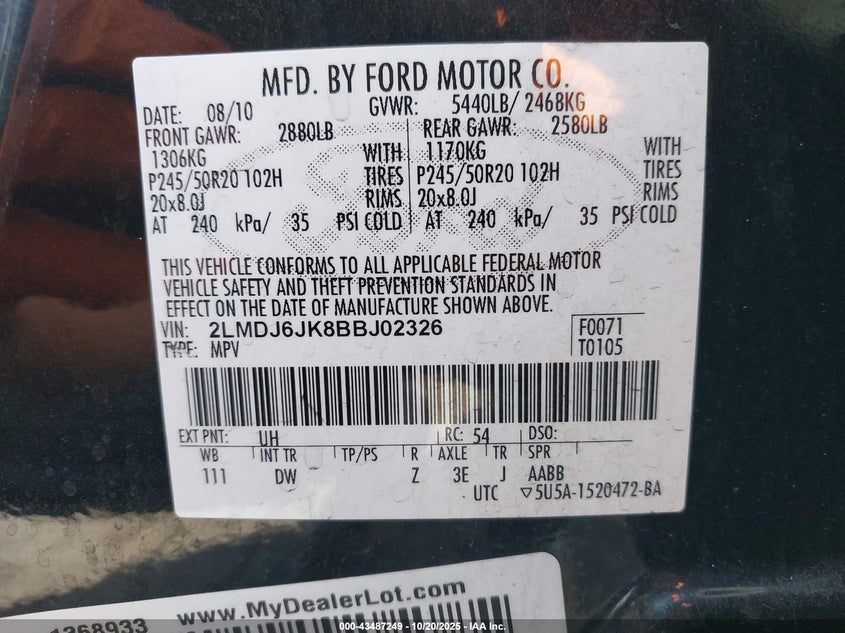 MFD. BY FORD MOTOR CO.
DATE: 08/10 GVWR: 5440LB/ 2468KG
FRONT GAWR: 2880LB REAR GAWR: 2580LB
1306KG WITH 1170KG WITH
P245/50R20 102H TIRES P245/50R20 102H TIRES
20x8.0J RIMS 20x8.0J RIMS
AT 240 kPa/ 35 PSI COLD AT 240 kPa/ 35 PSI COLD
THIS VEHICLE CONFORMS TO ALL APPLICABLE FEDERAL MOTOR
VEHICLE SAFETY AND THEFT PREVENTION STANDARDS IN
EFFECT ON THE DATE OF MANUFACTURE SHOWN ABOVE.
VIN: 2LMDJ6JK8BBJ02326 F0071
TYPE: MPV T0105
EXT PNT: UH RC: 54 DSO:
WB INT TR TP/PS R AXLE TR SPR
111 DW Z 3E J AABB
UTC ▽5U5A-1520472-BA
1368933 www.MyDealerLot.com
000-43487249 - 10/20/2025 - IAAI.COM